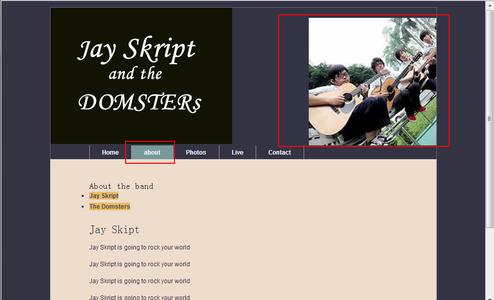 Jay Skript
and the
DOMSTERs
Home
about
Photos
Live
Contact
About the band
Jay Skript
The Domsters
Jay Skipt
Jay Skript is going to rock your world
Jay Skript is going to rock your world
Jay Skript is going to rock your world
Jay Skript is going to rock your world